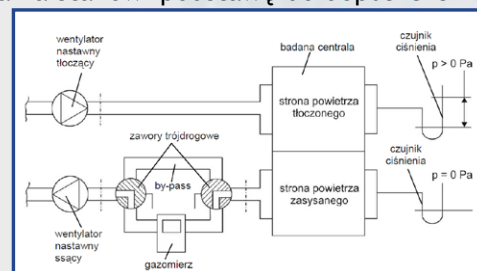 wentylator
nastawny
tłoczący
badana centrala
czujnik
ciśnienia
p > 0 Pa
strona powietrza
tłoczonego
zawory trójdrogowe
by-pass
czujnik
ciśnienia
p = 0 Pa
strona powietrza
zasysanego
wentylator
nastawny
ssący
gazomierz